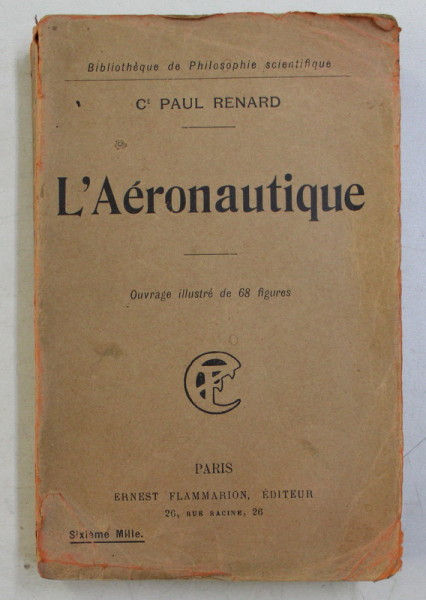 Bibliothèque de Philosophie scientifique
Cᵗ PAUL RENARD
L'Aéronautique
Ouvrage illustré de 68 figures
PARIS
ERNEST FLAMMARION, ÉDITEUR
26, RUE RACINE, 26
Sixième Mille.